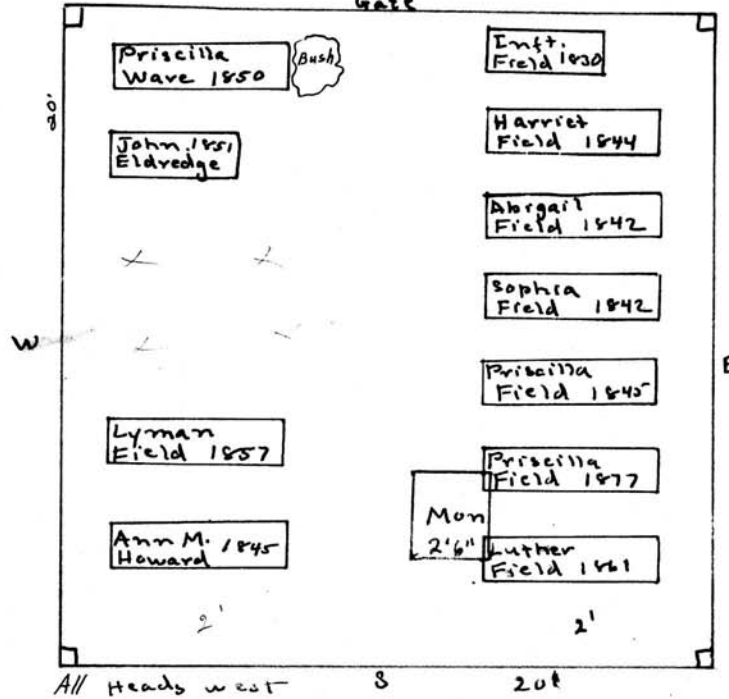 Gate
Priscilla
Ware 1850
Bush
Inft.
Field 1830
20'
John 1851
Eldredge
Harriet
Field 1844
Abigail
Field 1842
Sophia
Field 1842
W
E
Priscilla
Field 1845
Lyman
Field 1857
Priscilla
Field 1877
Mon
2'6"
Ann M.
Howard 1845
Luther
Field 1861
2'
2'
All Heads west
S
20'